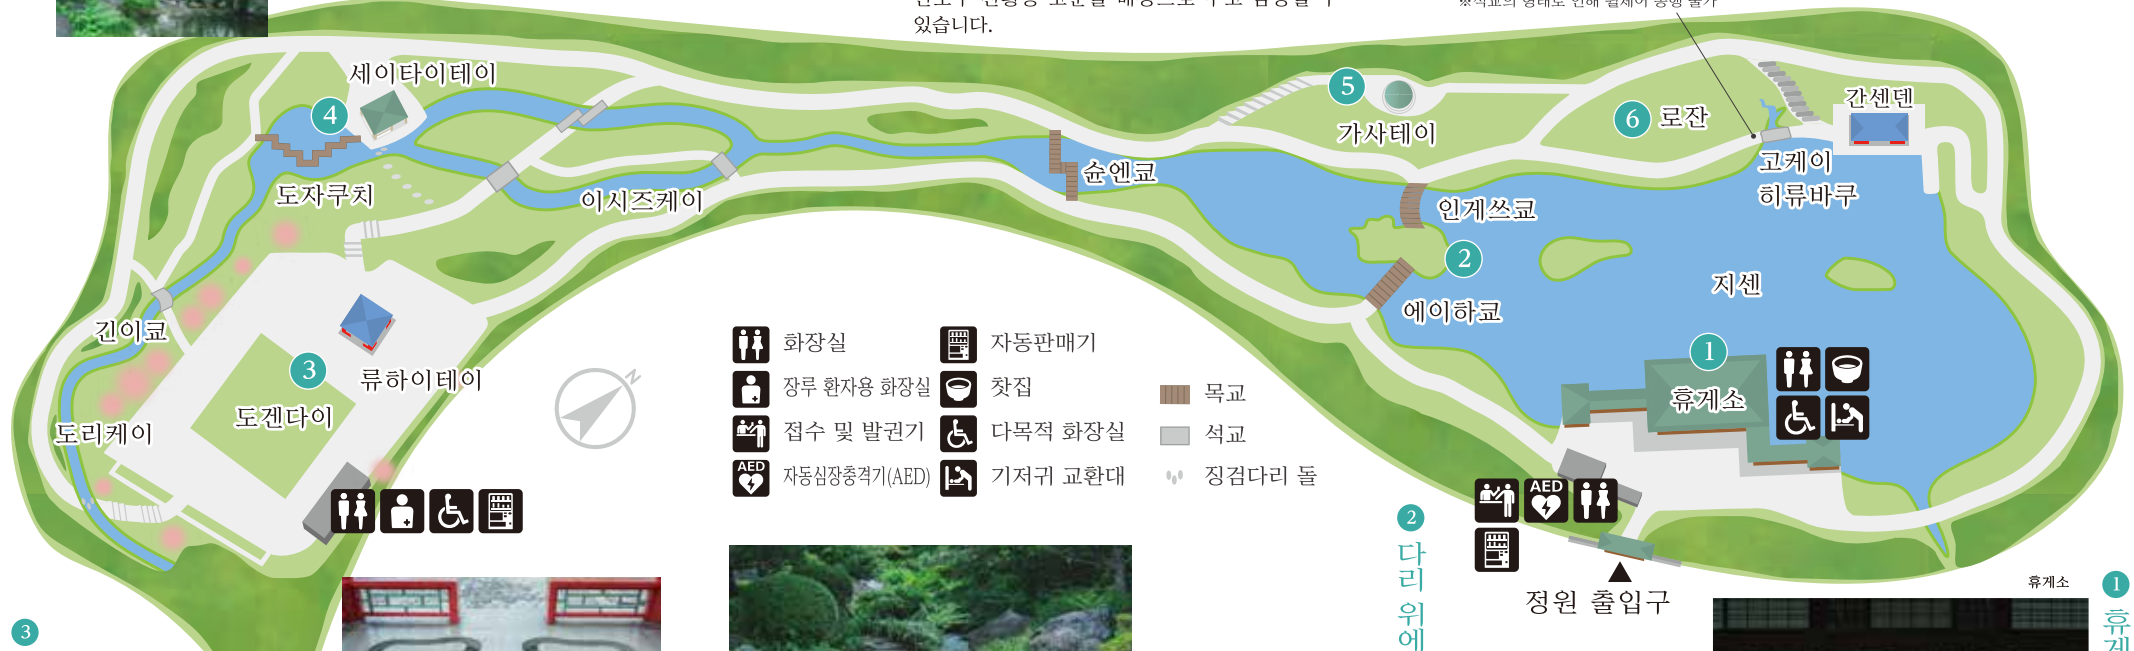 있습니다.
세이타이테이
4
5
가사테이
6
로잔
간센덴
고케이
히류바쿠
도자쿠치
이시즈케이
슌엔쿄
인게쓰쿄
2
에이하쿄
지센
긴이쿄
3
류하이테이
도겐다이
도리케이
N
1
휴게소
화장실
자동판매기
장루 환자용 화장실
찻집
접수 및 발권기
다목적 화장실
AED
자동심장충격기(AED)
기저귀 교환대
목교
석교
징검다리 돌
AED
정원 출입구
2
다리 위에
휴게소
1
휴게
3